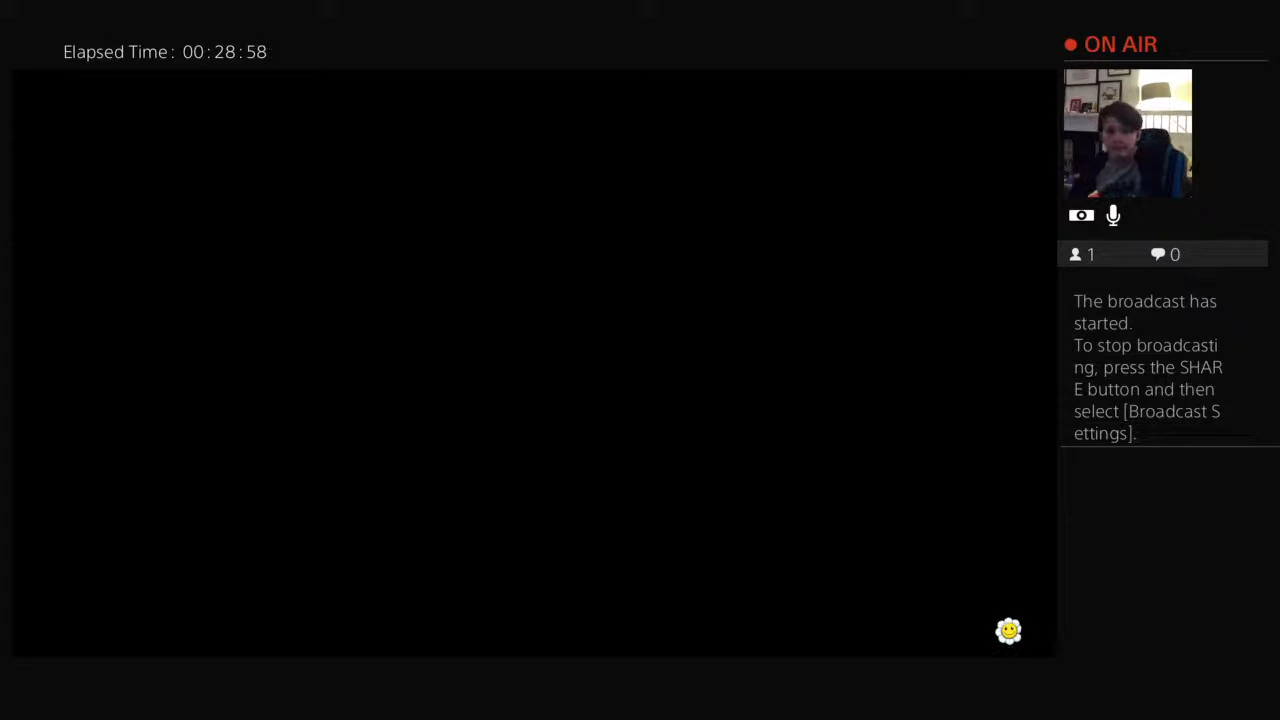 Elapsed Time: 00:28:58
ON AIR
1 0
The broadcast has
started.
To stop broadcasti
ng, press the SHAR
E button and then
select [Broadcast S
ettings].